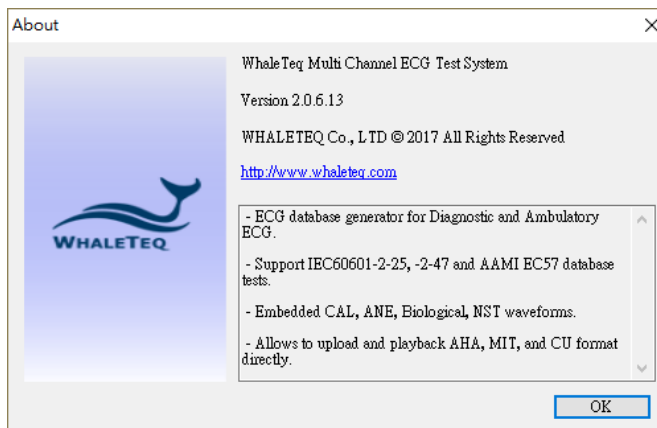 About
WhaleTeq Multi Channel ECG Test System
Version 2.0.6.13
WHALETEQ Co., LTD © 2017 All Rights Reserved
http://www.whaleteq.com
WHALETEQ
- ECG database generator for Diagnostic and Ambulatory
ECG.
- Support IEC60601-2-25, -2-47 and AAMI EC57 database
tests.
- Embedded CAL, ANE, Biological, NST waveforms.
- Allows to upload and playback AHA, MIT, and CU format
directly.
OK